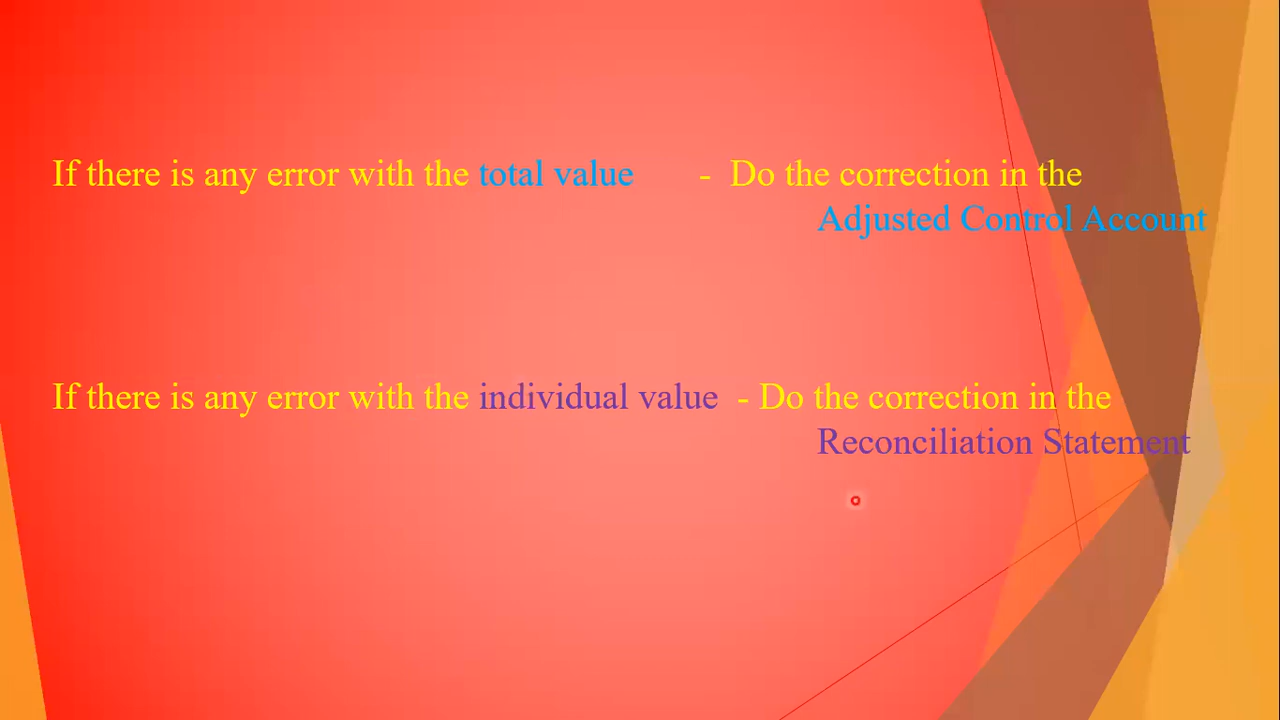 If there is any error with the total value - Do the correction in the
Adjusted Control Account
If there is any error with the individual value - Do the correction in the
Reconciliation Statement